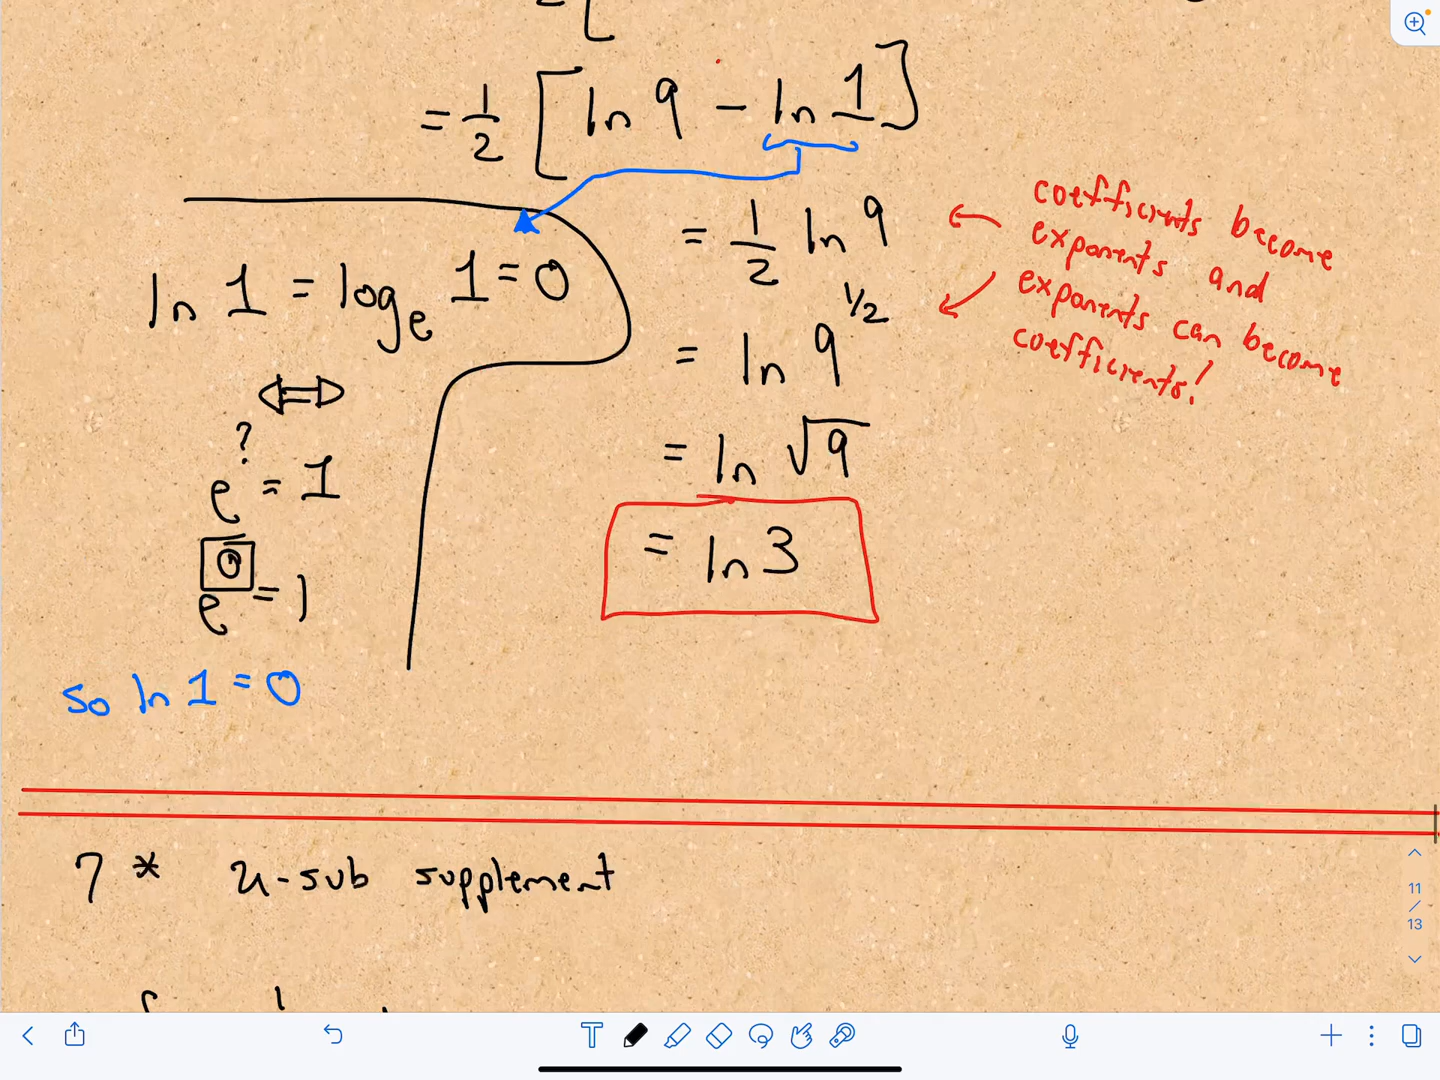 = 1/2 [ln 9 - ln 1]
ln 1 = log_e 1 = 0
e^? = 1
e^0 = 1
so ln 1 = 0
= 1/2 ln 9
= ln 9^1/2
= ln √9
= ln 3
coefficients become
exponents and
exponents can become
coefficients!
7 * u-sub supplement
11
/
13
T